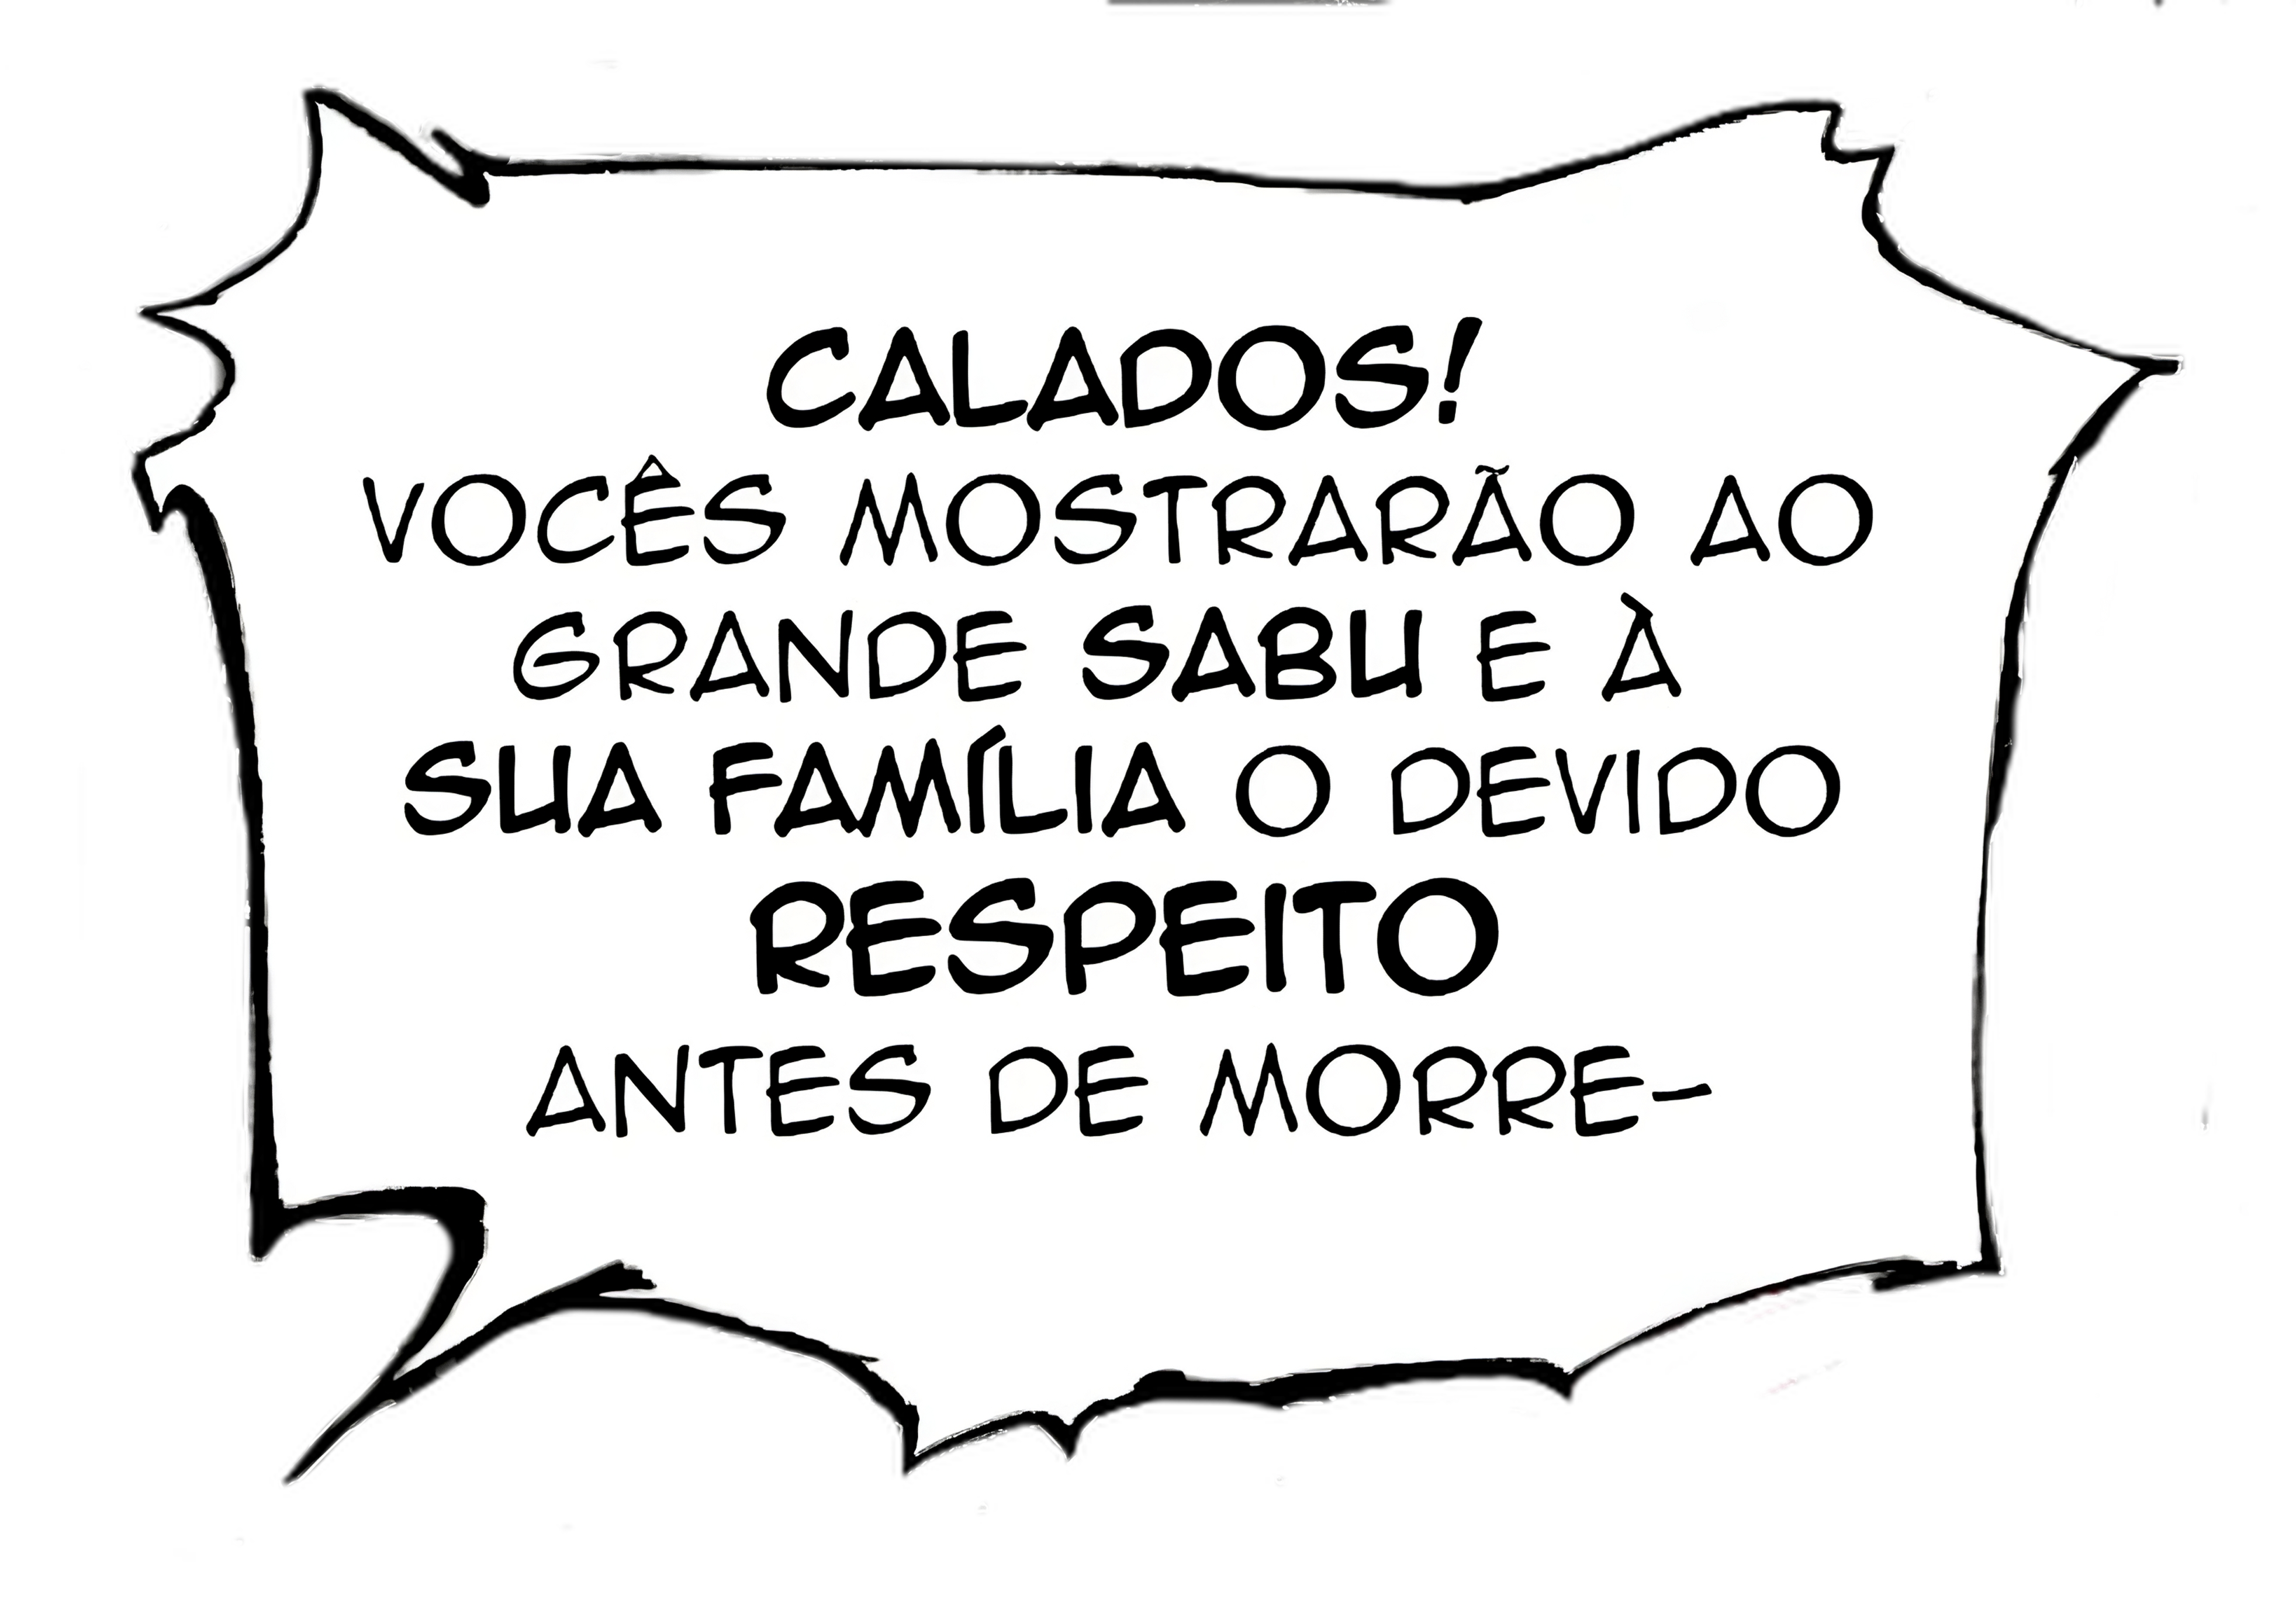 CALADOS!
VOCÊS MOSTRARÃO AO
GRANDE SABU E À
SUA FAMÍLIA O DEVIDO
RESPEITO
ANTES DE MORRE-